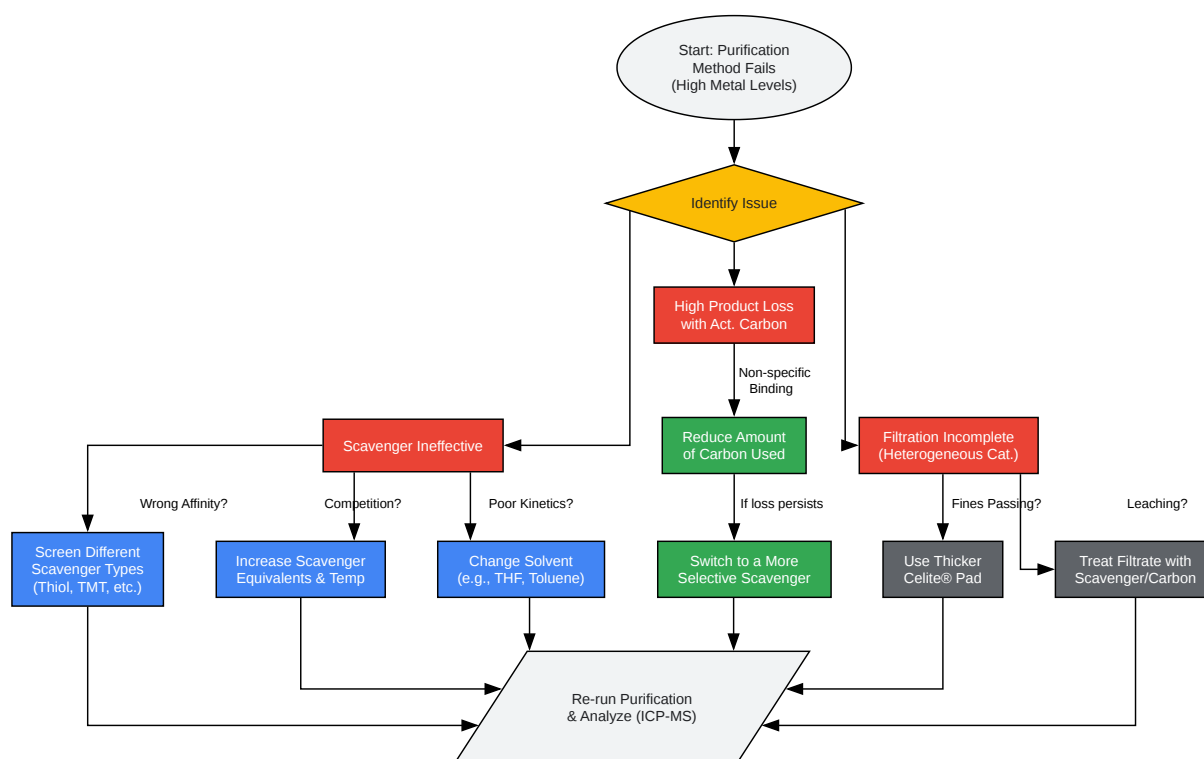 Start: Purification
Method Fails
(High Metal Levels)
Identify Issue
High Product Loss
with Act. Carbon
Non-specific
Binding
Scavenger Ineffective
Reduce Amount
of Carbon Used
Filtration Incomplete
(Heterogeneous Cat.)
Wrong Affinity?
Competition?
Poor Kinetics?
If loss persists
Fines Passing?
Leaching?
Screen Different
Scavenger Types
(Thiol, TMT, etc.)
Increase Scavenger
Equivalents & Temp
Change Solvent
(e.g., THF, Toluene)
Switch to a More
Selective Scavenger
Use Thicker
Celite® Pad
Treat Filtrate with
Scavenger/Carbon
Re-run Purification
& Analyze (ICP-MS)